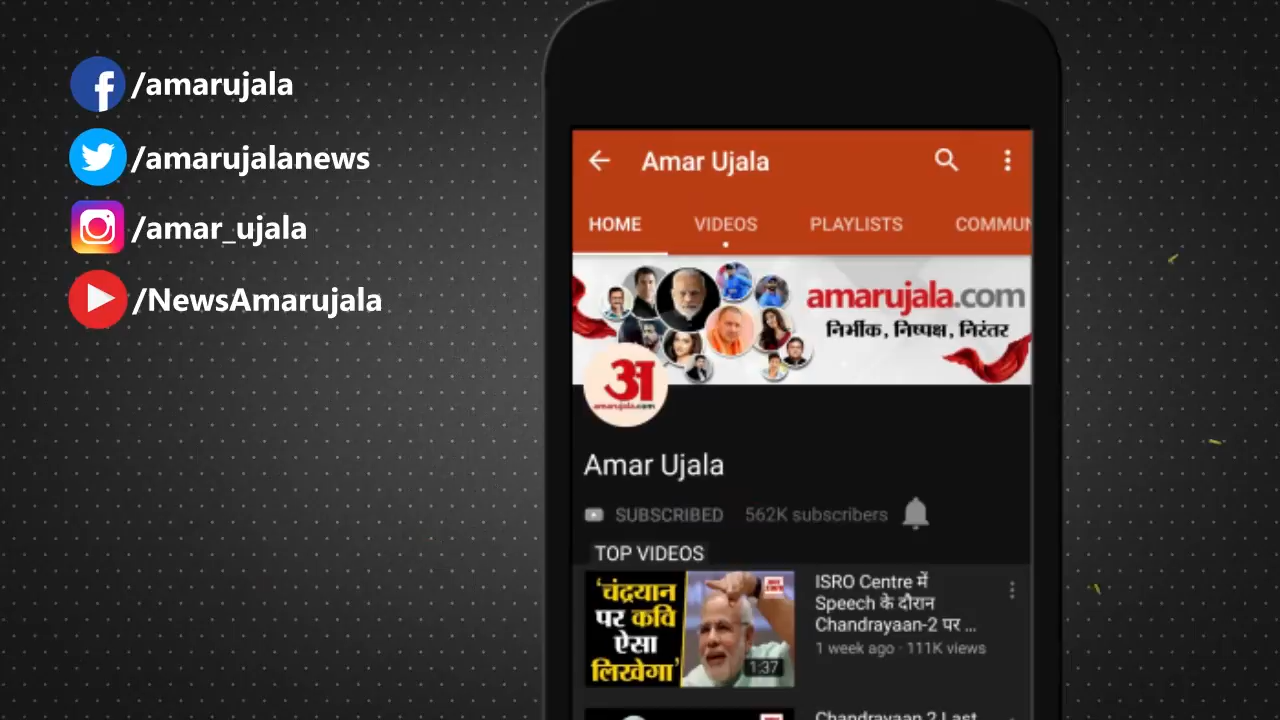 /amarujala
/amarujalanews
/amar_ujala
/NewsAmarujala
Amar Ujala
HOME VIDEOS PLAYLISTS COMMUN
amarujala.com
निर्भीक, निष्पक्ष, निरंतर
अ
amarujala.com
Amar Ujala
SUBSCRIBED 562K subscribers
TOP VIDEOS
‘चंद्रयान
पर कवि
ऐसा
लिखेगा’
1:37
ISRO Centre में
Speech के दौरान
Chandrayaan-2 पर ...
1 week ago · 111K views
Chandrayaan 2 Last